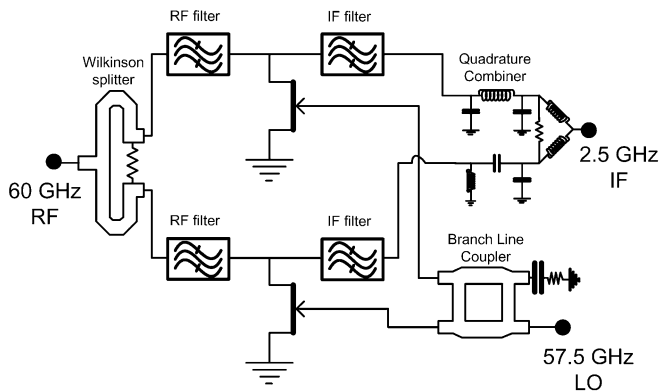 RF filter
IF filter
Wilkinson
splitter
Quadrature
Combiner
60 GHz
RF
2.5 GHz
IF
RF filter
IF filter
Branch Line
Coupler
57.5 GHz
LO